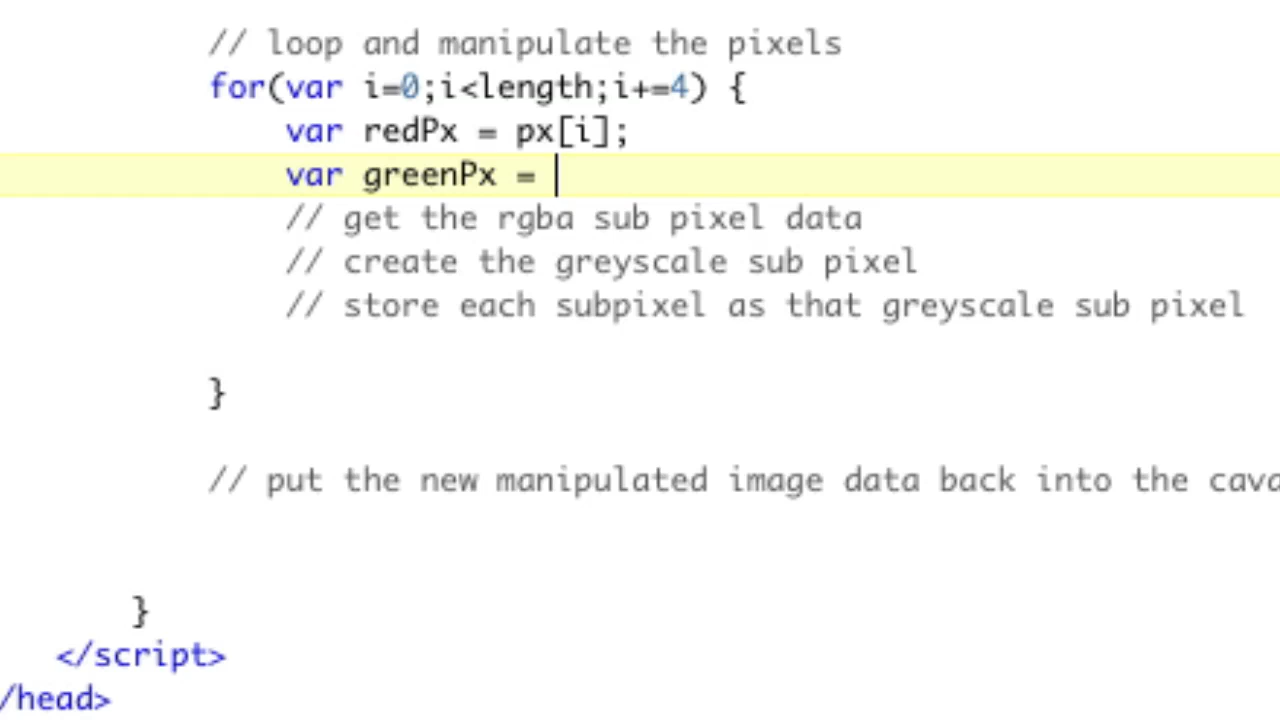 // loop and manipulate the pixels
for(var i=0;i<length;i+=4) {
var redPx = px[i];
var greenPx =
// get the rgba sub pixel data
// create the greyscale sub pixel
// store each subpixel as that greyscale sub pixel
}
// put the new manipulated image data back into the cava
}
</script>
/head>